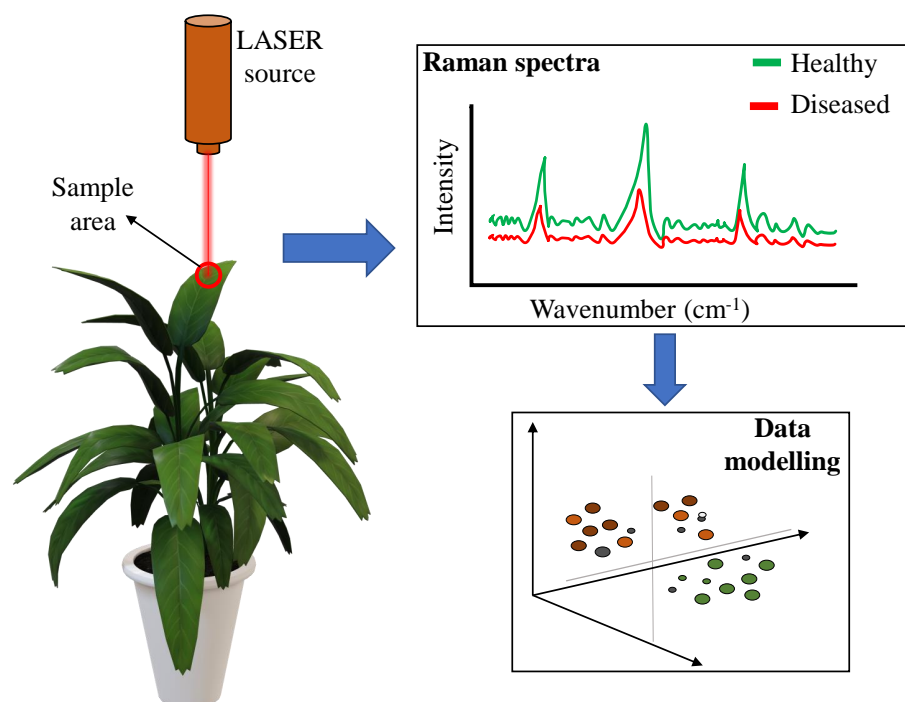 LASER
source
Sample
area
Raman spectra
Healthy
Diseased
Intensity
Wavenumber (cm⁻¹)
Data
modelling